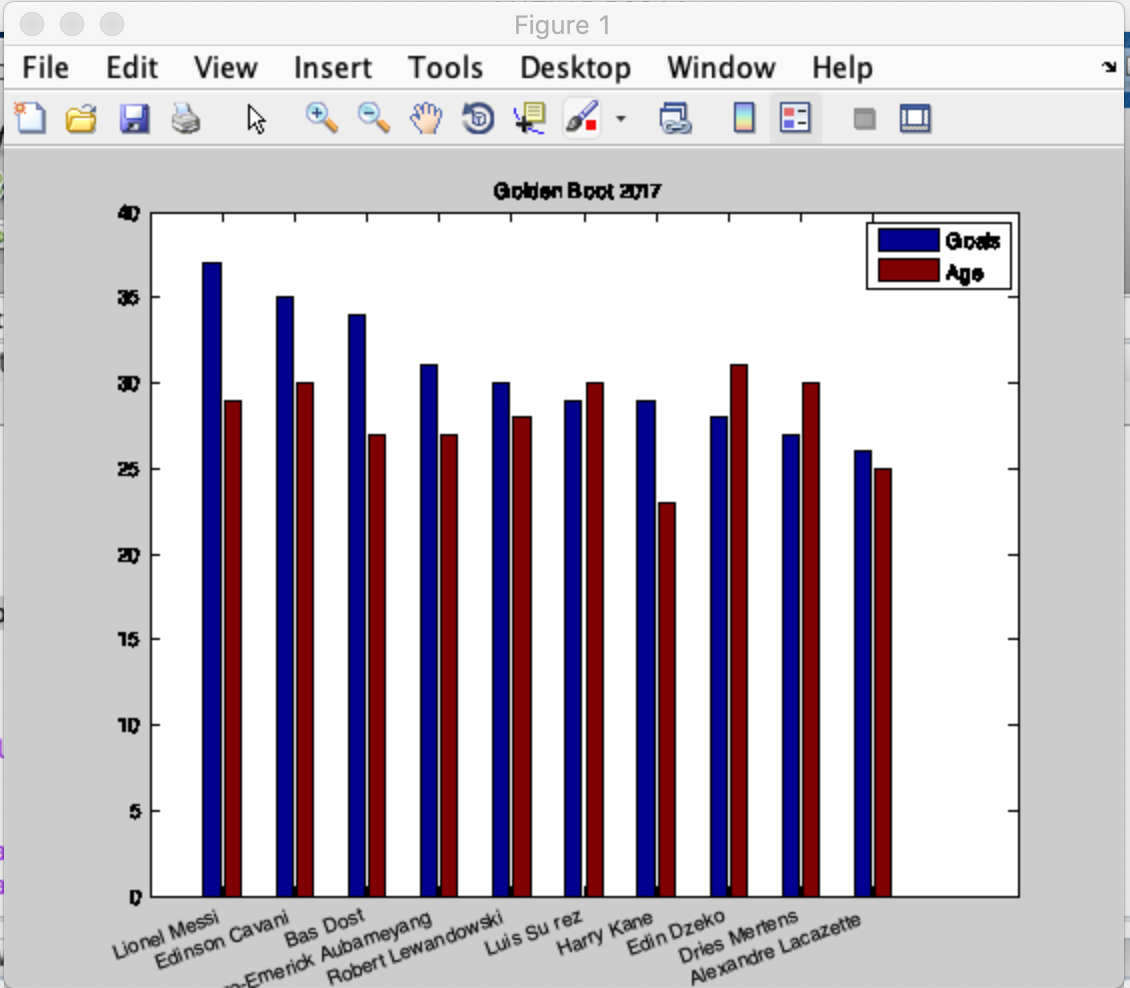 Figure 1
File Edit View Insert Tools Desktop Window Help
Golden Boot 2017
40
35
30
25
20
15
10
5
0
Goals
Age
Lionel Messi
Edinson Cavani
Bas Dost
-Emerick Aubameyang
Robert Lewandowski
Luis Su rez
Harry Kane
Edin Dzeko
Dries Mertens
Alexandre Lacazette